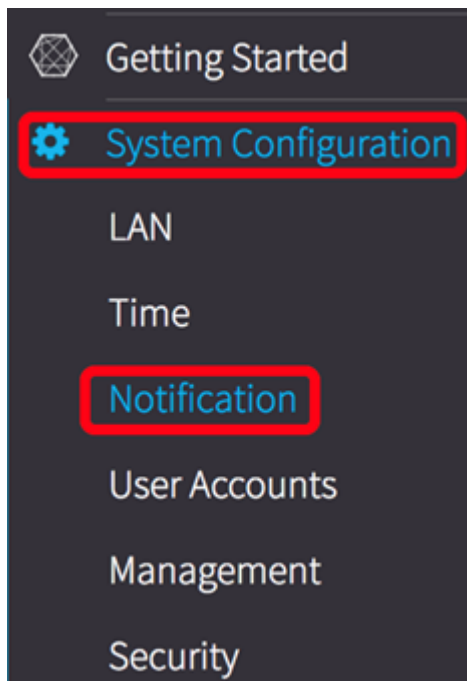 Getting Started
System Configuration
LAN
Time
Notification
User Accounts
Management
Security